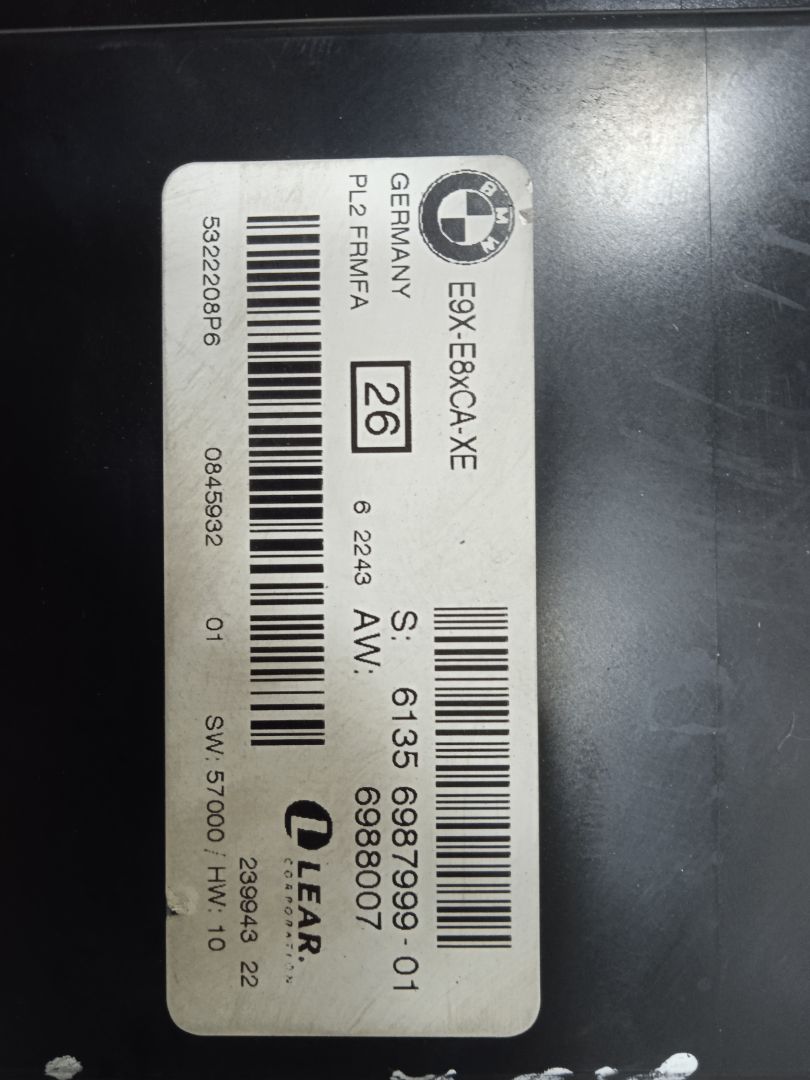 BMW
E9X-E8xCA-XE
GERMANY
S: 6135 6987999-01
PL2 FRMFA
26
6 2243
AW: 6988007
LEAR.
CORPORATION
239943 22
5322208P6 0845932 01 SW: 57000 / HW: 10